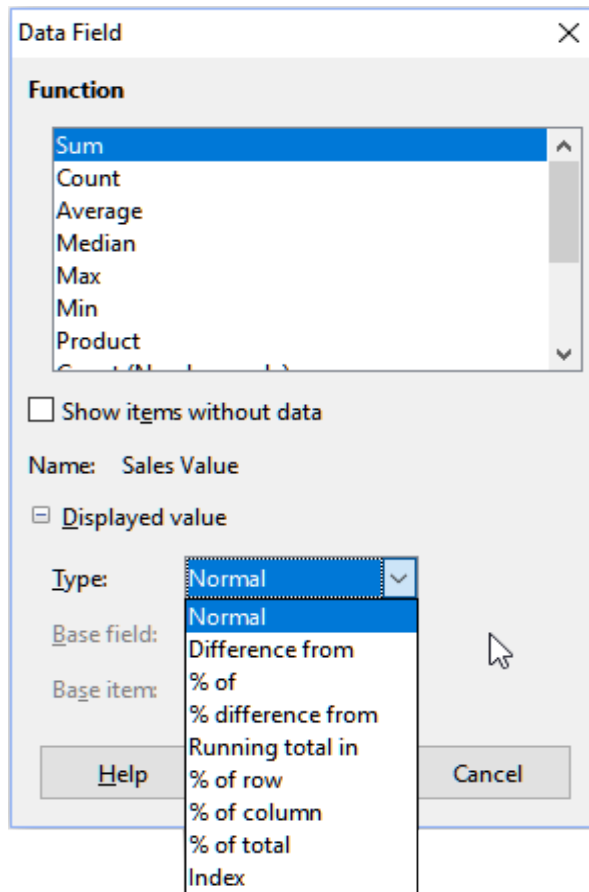 Data Field
Function
Sum
Count
Average
Median
Max
Min
Product
Show items without data
Name: Sales Value
Displayed value
Type: Normal
Normal
Base field:
Difference from
% of
Base item:
% difference from
Running total in
Help
% of row
Cancel
% of column
% of total
Index